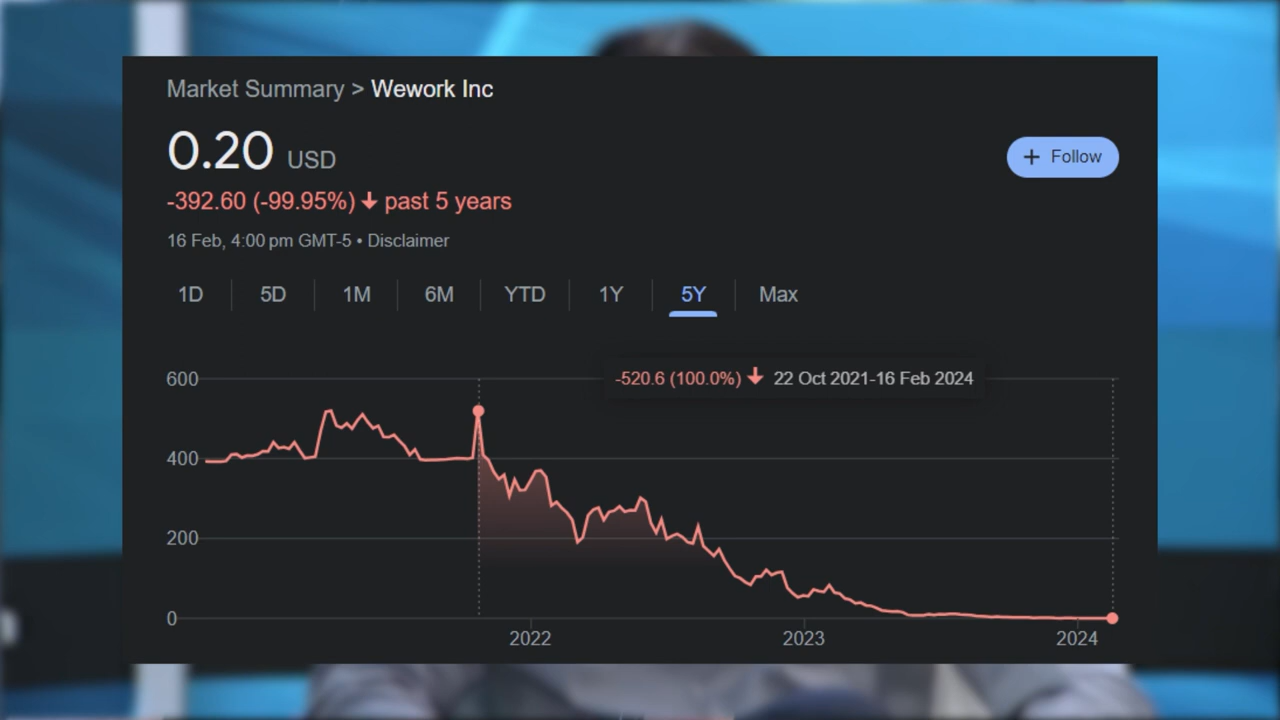 Market Summary > Wework Inc
0.20 USD
+ Follow
-392.60 (-99.95%) ↓ past 5 years
16 Feb, 4:00 pm GMT-5 • Disclaimer
1D 5D 1M 6M YTD 1Y 5Y Max
-520.6 (100.0%) ↓ 22 Oct 2021-16 Feb 2024
600
400
200
0
2022 2023 2024